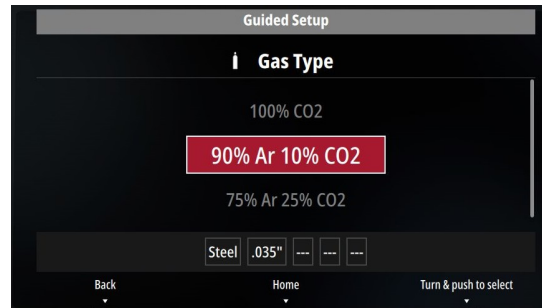 Guided Setup
Gas Type
100% CO2
90% Ar 10% CO2
75% Ar 25% CO2
Steel .035" --- --- ---
Back Home Turn & push to select